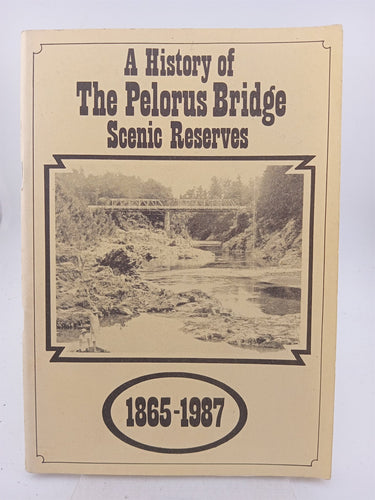 A History of
The Pelorus Bridge
Scenic Reserves
1865-1987